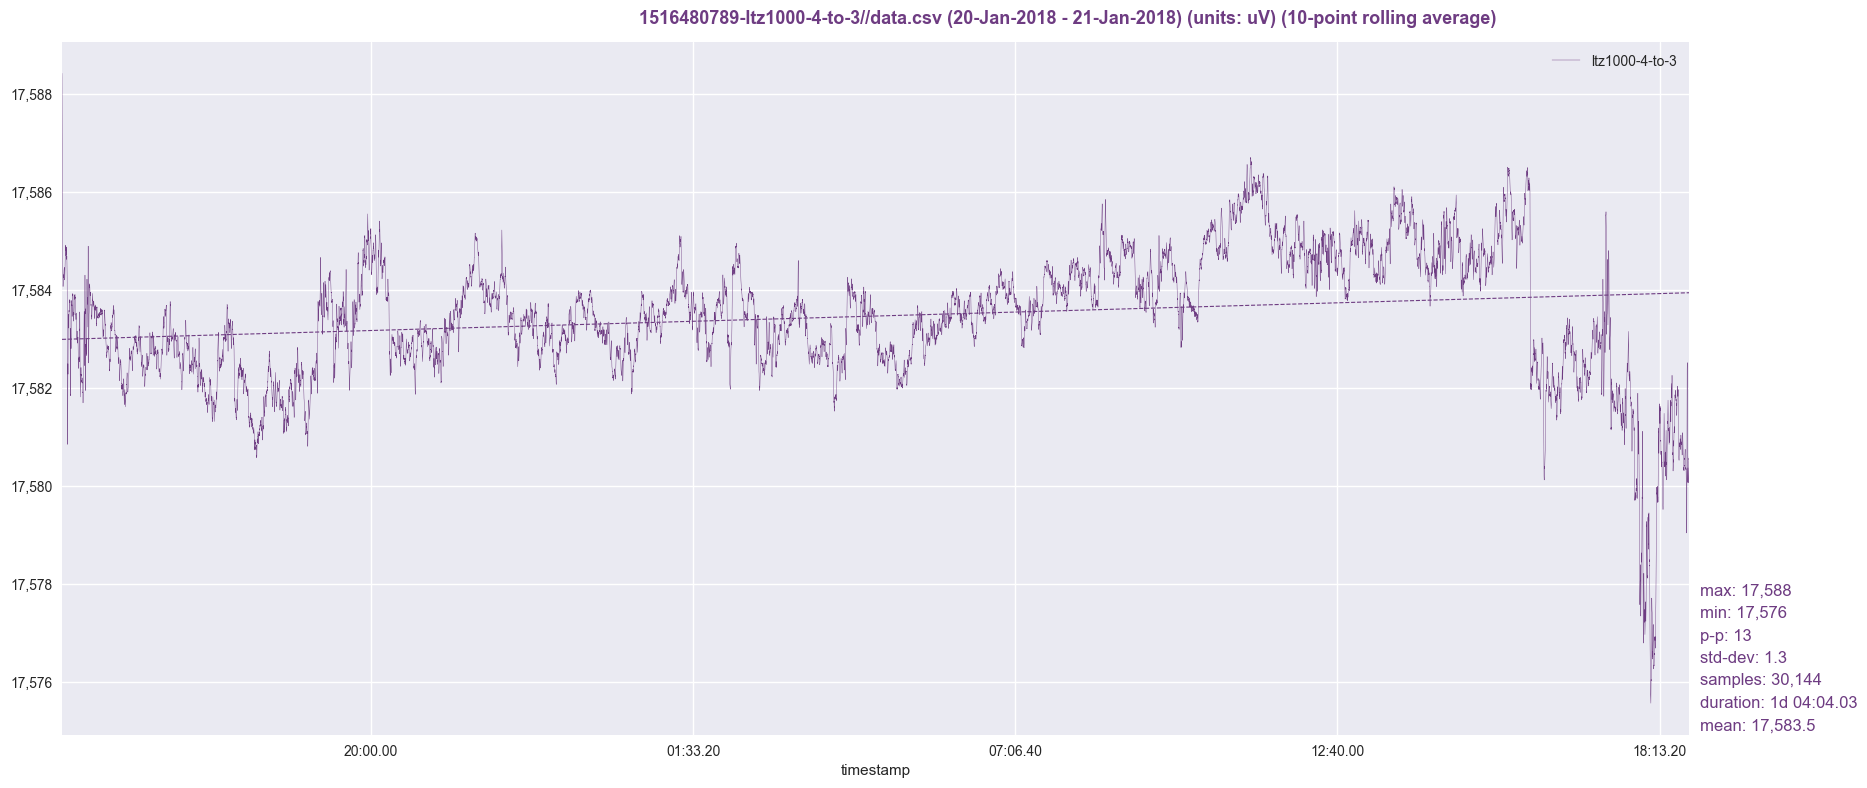 1516480789-ltz1000-4-to-3//data.csv (20-Jan-2018 - 21-Jan-2018) (units: uV) (10-point rolling average)
ltz1000-4-to-3
17,588
17,586
17,584
17,582
17,580
17,578
17,576
max: 17,588
min: 17,576
p-p: 13
std-dev: 1.3
samples: 30,144
duration: 1d 04:04.03
mean: 17,583.5
20:00.00 01:33.20 07:06.40 12:40.00 18:13.20
timestamp